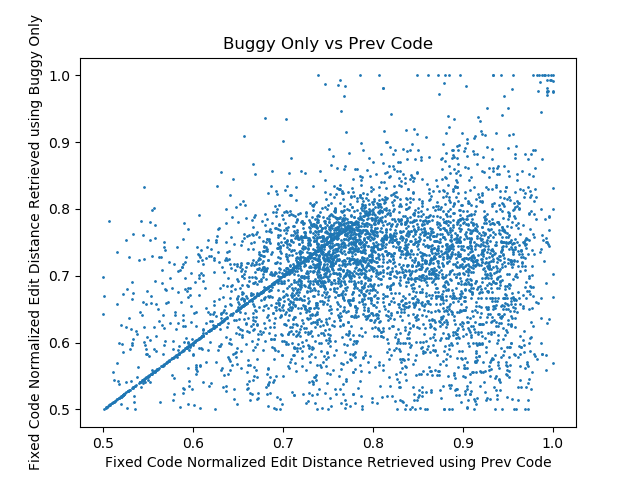 Buggy Only vs Prev Code
Fixed Code Normalized Edit Distance Retrieved using Buggy Only
1.0
0.9
0.8
0.7
0.6
0.5
0.5 0.6 0.7 0.8 0.9 1.0
Fixed Code Normalized Edit Distance Retrieved using Prev Code